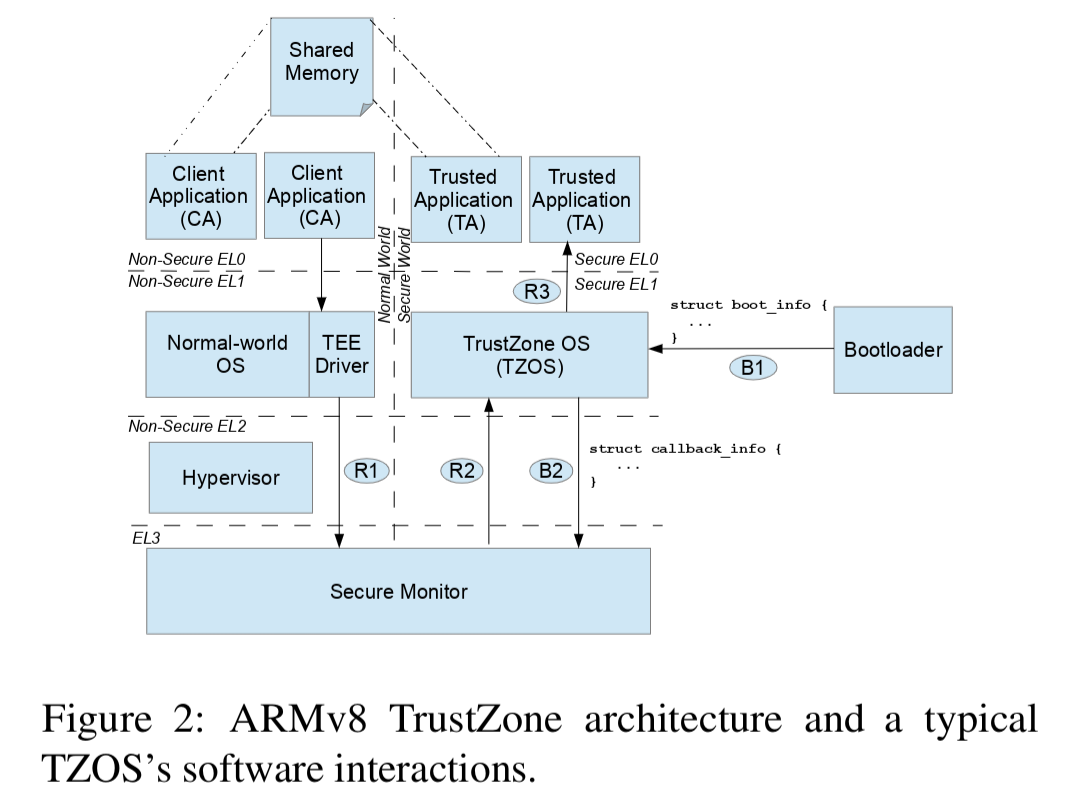 Shared
Memory
Client
Application
(CA)
Client
Application
(CA)
Trusted
Application
(TA)
Trusted
Application
(TA)
Normal World
Secure World
Non-Secure EL0
Non-Secure EL1
Secure EL0
Secure EL1
R3
Normal-world
OS
TEE
Driver
TrustZone OS
(TZOS)
struct boot_info {
...
}
B1
Bootloader
Non-Secure EL2
Hypervisor
R1
R2
B2
struct callback_info {
...
}
EL3
Secure Monitor
Figure 2: ARMv8 TrustZone architecture and a typical
TZOS's software interactions.